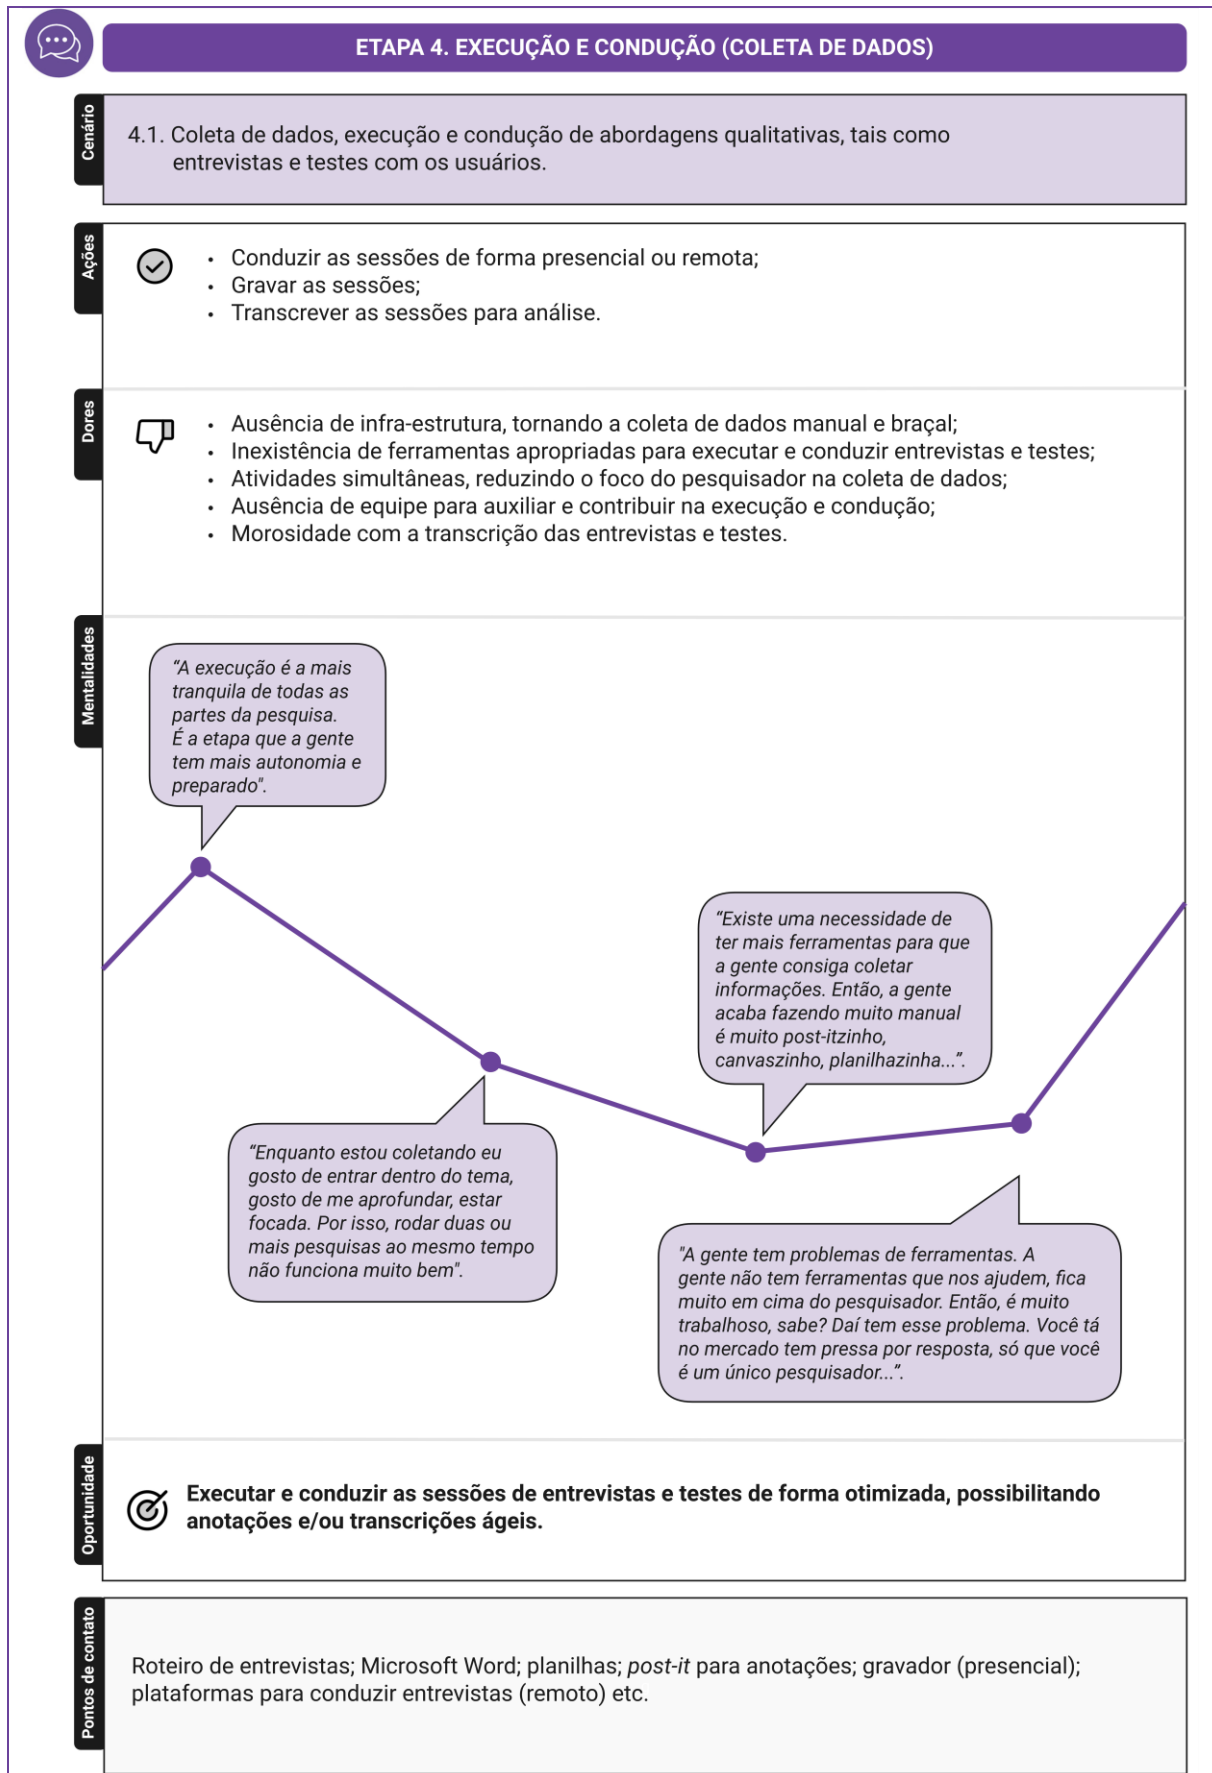 ETAPA 4. EXECUÇÃO E CONDUÇÃO (COLETA DE DADOS)
Cenário
4.1. Coleta de dados, execução e condução de abordagens qualitativas, tais como
entrevistas e testes com os usuários.
Ações
• Conduzir as sessões de forma presencial ou remota;
• Gravar as sessões;
• Transcrever as sessões para análise.
Dores
• Ausência de infra-estrutura, tornando a coleta de dados manual e braçal;
• Inexistência de ferramentas apropriadas para executar e conduzir entrevistas e testes;
• Atividades simultâneas, reduzindo o foco do pesquisador na coleta de dados;
• Ausência de equipe para auxiliar e contribuir na execução e condução;
• Morosidade com a transcrição das entrevistas e testes.
Mentalidades
“A execução é a mais
tranquila de todas as
partes da pesquisa.
É a etapa que a gente
tem mais autonomia e
preparado".
“Enquanto estou coletando eu
gosto de entrar dentro do tema,
gosto de me aprofundar, estar
focada. Por isso, rodar duas ou
mais pesquisas ao mesmo tempo
não funciona muito bem".
“Existe uma necessidade de
ter mais ferramentas para que
a gente consiga coletar
informações. Então, a gente
acaba fazendo muito manual
é muito post-itzinho,
canvaszinho, planilhazinha...”.
"A gente tem problemas de ferramentas. A
gente não tem ferramentas que nos ajudem, fica
muito em cima do pesquisador. Então, é muito
trabalhoso, sabe? Daí tem esse problema. Você tá
no mercado tem pressa por resposta, só que você
é um único pesquisador...”.
Oportunidade
Executar e conduzir as sessões de entrevistas e testes de forma otimizada, possibilitando
anotações e/ou transcrições ágeis.
Pontos de contato
Roteiro de entrevistas; Microsoft Word; planilhas; post-it para anotações; gravador (presencial);
plataformas para conduzir entrevistas (remoto) etc.